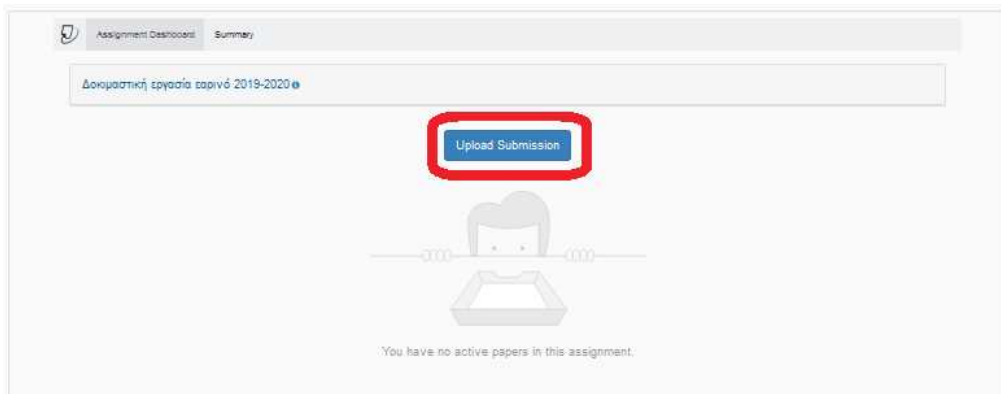 Assignment Dashboard Summary
Δοκιμαστική εργασία εαρινό 2019-2020
Upload Submission
You have no active papers in this assignment.